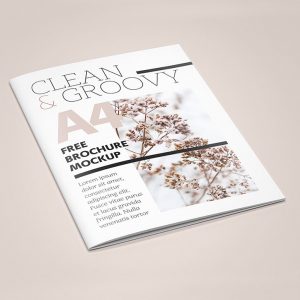 CLEAN
& GROOVY
A4
FREE
BROCHURE
MOCKUP
Lorem ipsum
dolor sit amet,
consectetur
adipiscing elit.
Fusce vitae purus
et lacus gravida
fringilla. Nulla
venenatis tortor